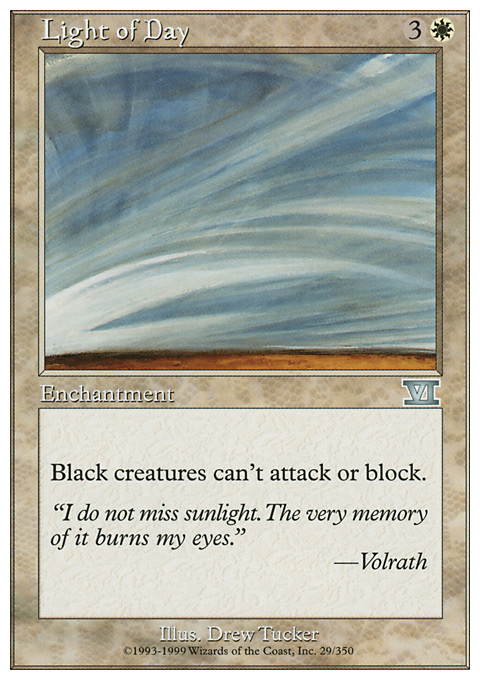 Light of Day 3
Enchantment VI
Black creatures can't attack or block.
“I do not miss sunlight. The very memory
of it burns my eyes.”
—Volrath
Illus. Drew Tucker
©1993-1999 Wizards of the Coast, Inc. 29/350